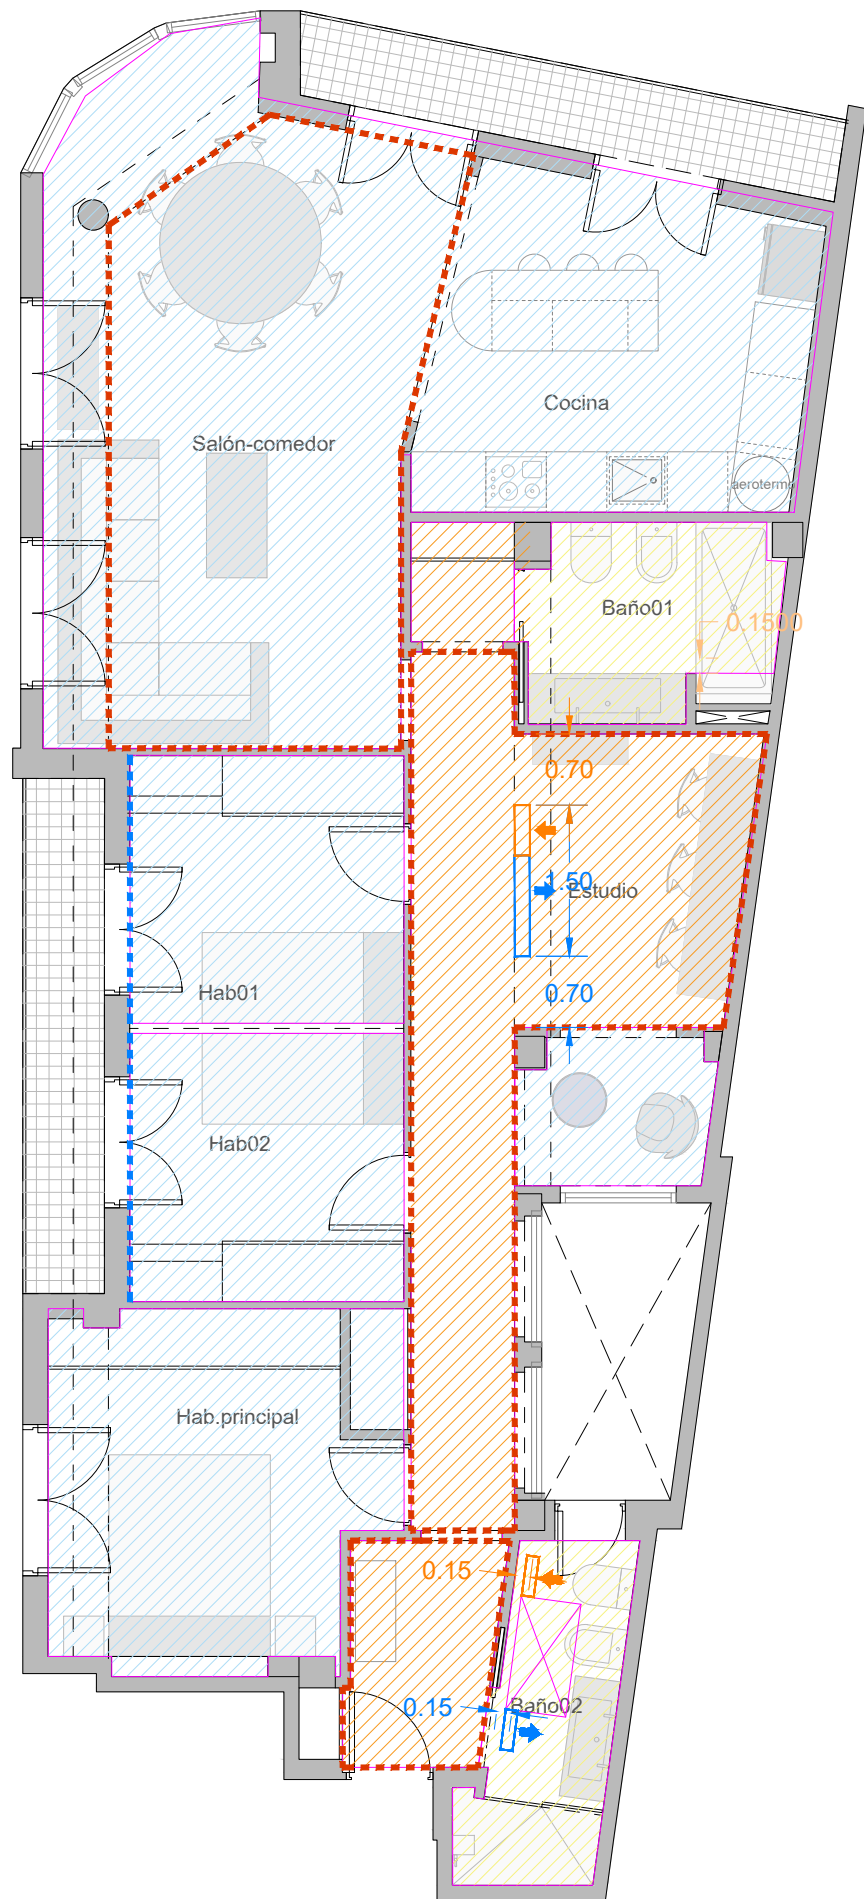 Cocina
Salón-comedor
aerotermo
Baño01
0.1500
0.70
1.50
Estudio
0.70
Hab01
Hab02
Hab.principal
0.15
0.15
Baño02